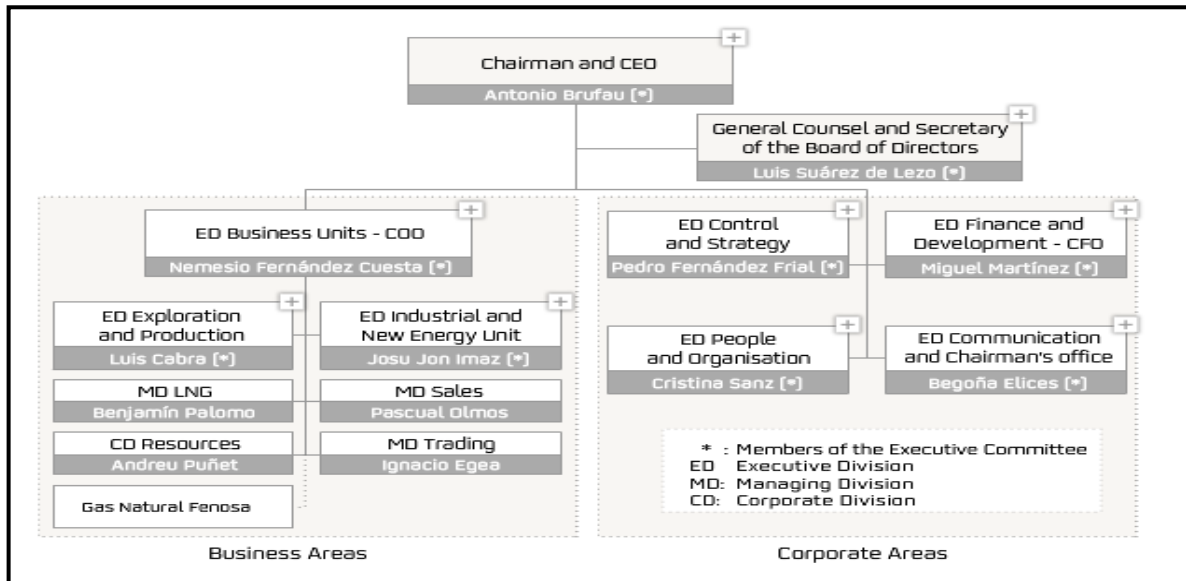 Chairman and CEO
Antonio Brufau (*)
General Counsel and Secretary
of the Board of Directors
Luis Suárez de Lezo (*)
ED Business Units - COO
Nemesio Fernández Cuesta (*)
ED Exploration
and Production
Luis Cabra (*)
ED Industrial and
New Energy Unit
Josu Jon Imaz (*)
MD LNG
Benjamín Palomo
MD Sales
Pascual Olmos
CD Resources
Andreu Puñet
MD Trading
Ignacio Egea
Gas Natural Fenosa
Business Areas
ED Control
and Strategy
Pedro Fernández Frial (*)
ED Finance and
Development - CFO
Miguel Martínez (*)
ED People
and Organisation
Cristina Sanz (*)
ED Communication
and Chairman's office
Begoña Elices (*)
* : Members of the Executive Committee
ED Executive Division
MD: Managing Division
CD: Corporate Division
Corporate Areas